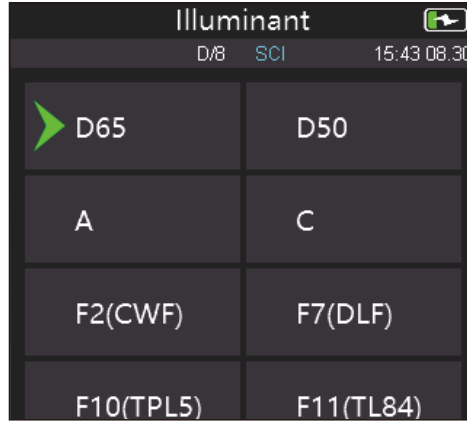 Illuminant
D/8 SCI 15:43 08.30
D65 D50
A C
F2(CWF) F7(DLF)
F10(TPL5) F11(TL84)